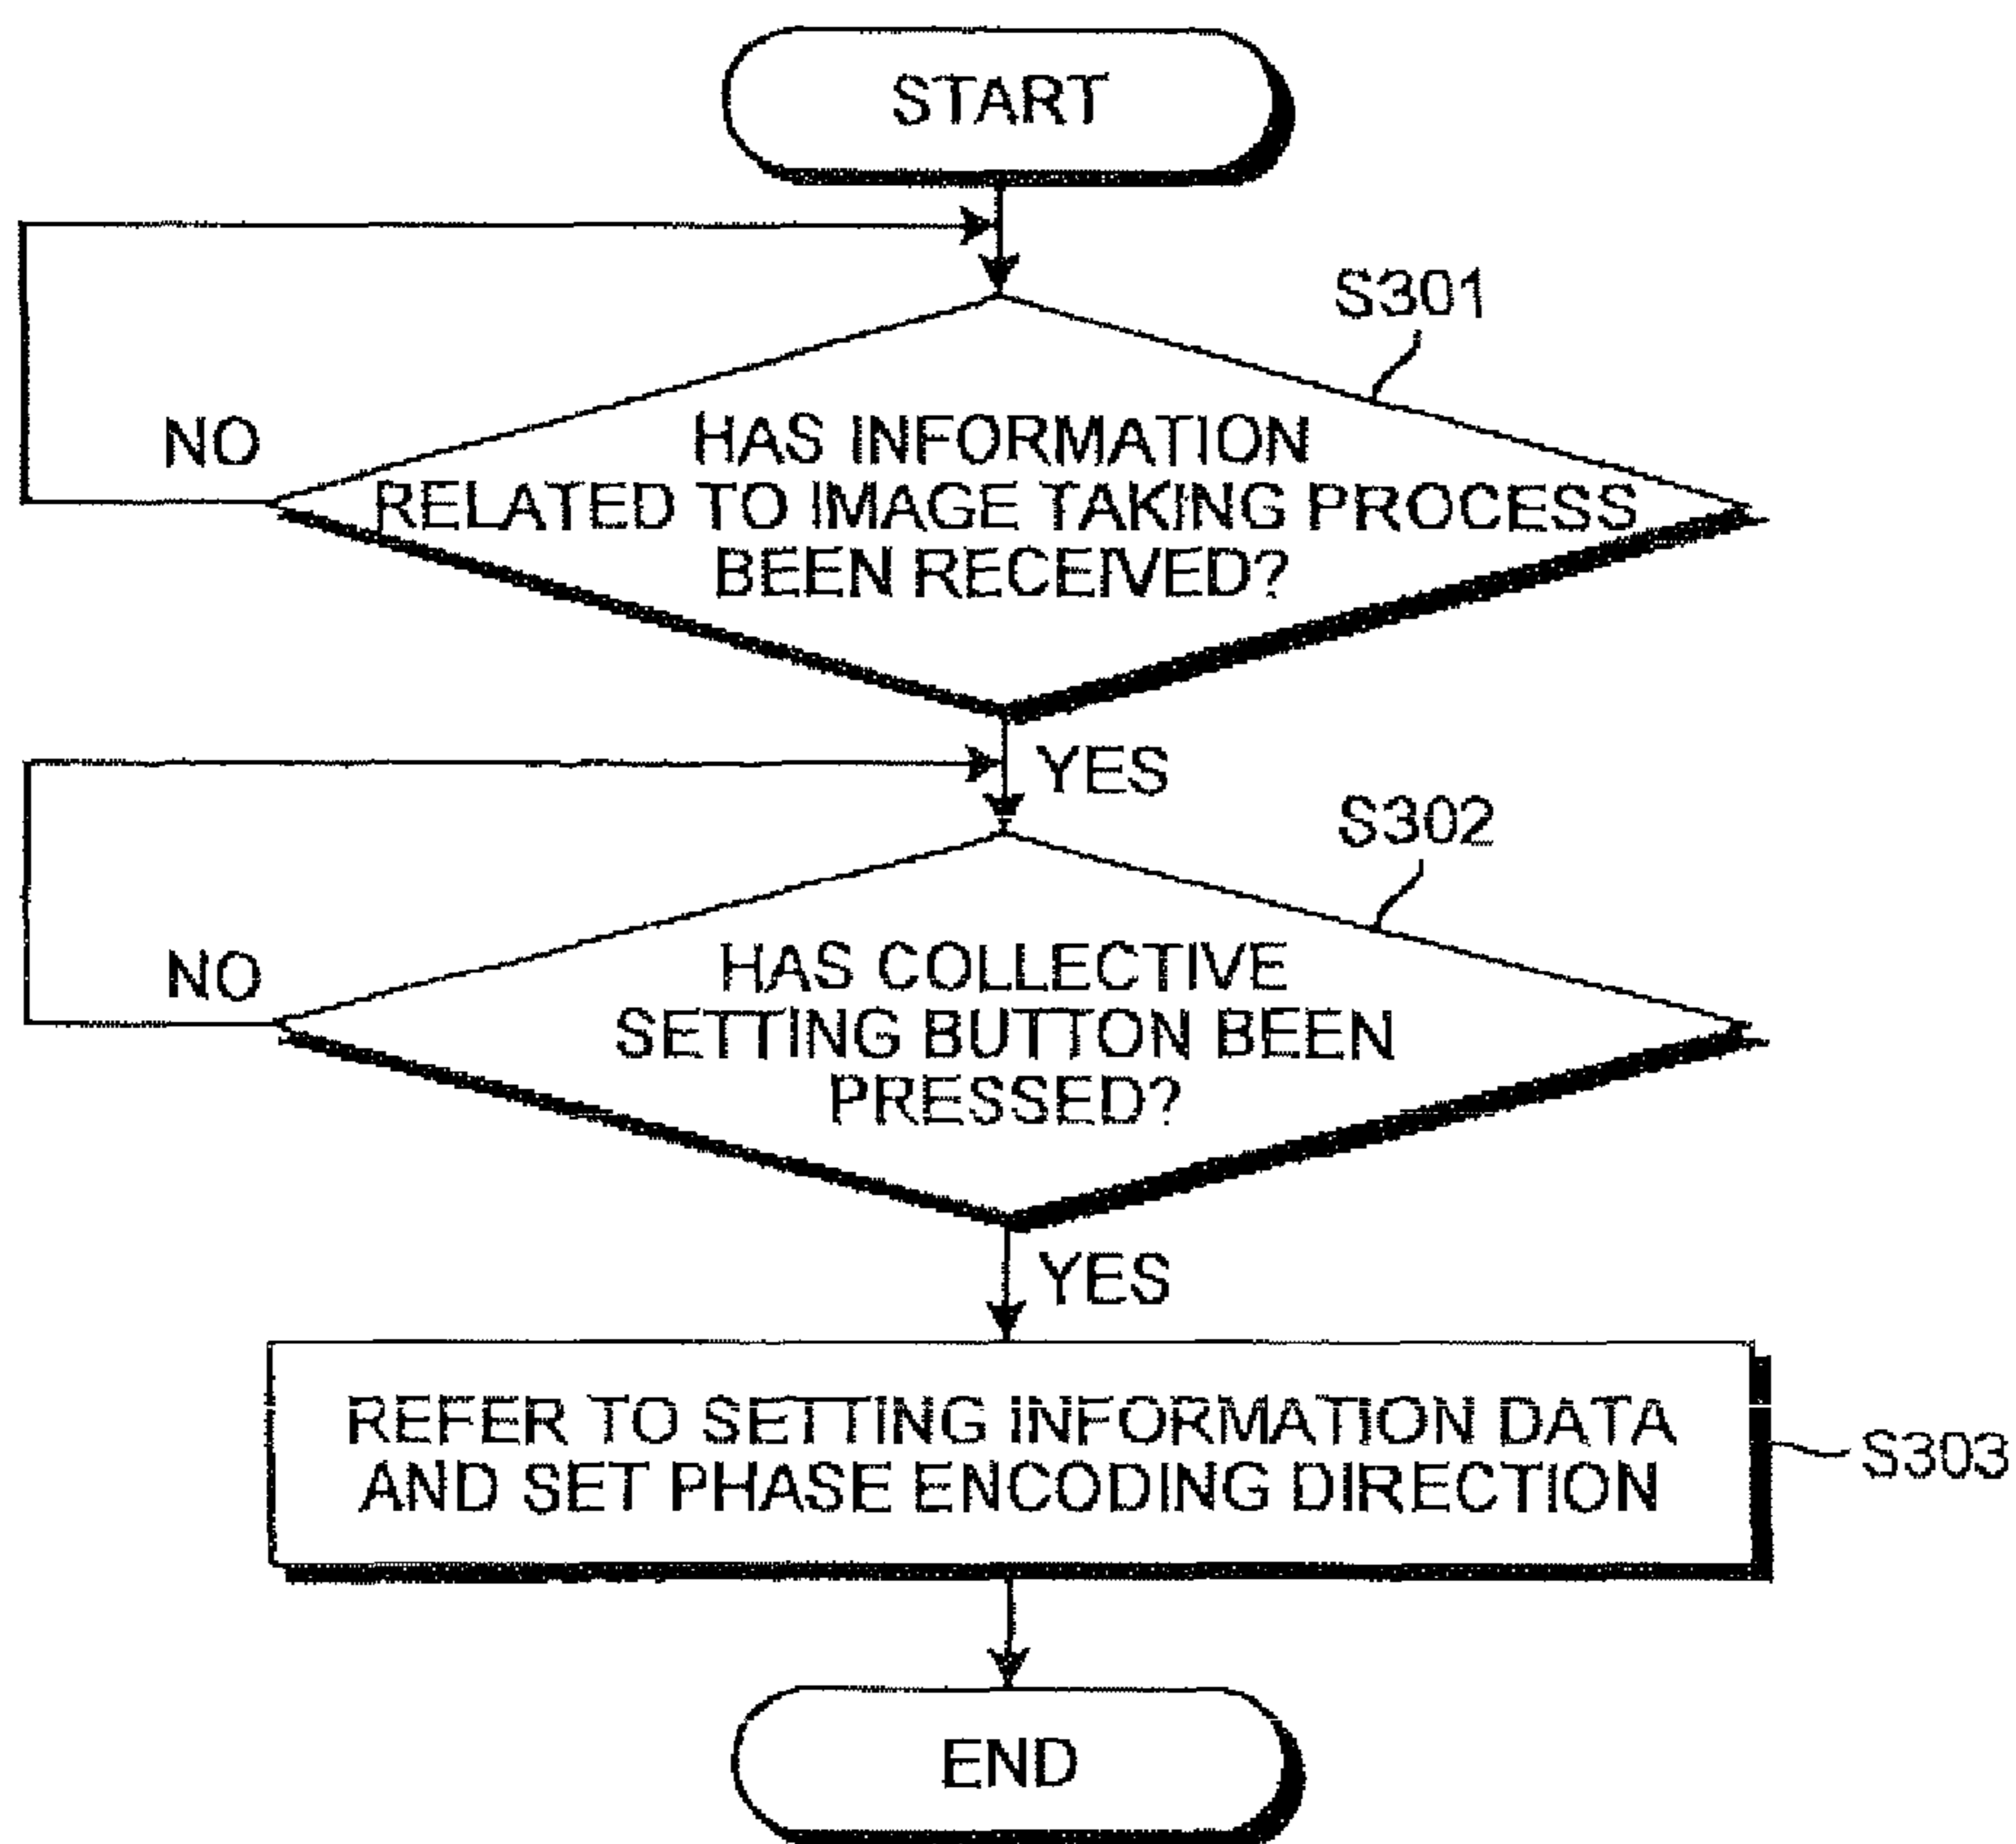 START
S301
HAS INFORMATION
RELATED TO IMAGE TAKING PROCESS
BEEN RECEIVED?
NO
YES
S302
HAS COLLECTIVE
SETTING BUTTON BEEN
PRESSED?
NO
YES
REFER TO SETTING INFORMATION DATA
AND SET PHASE ENCODING DIRECTION
S303
END